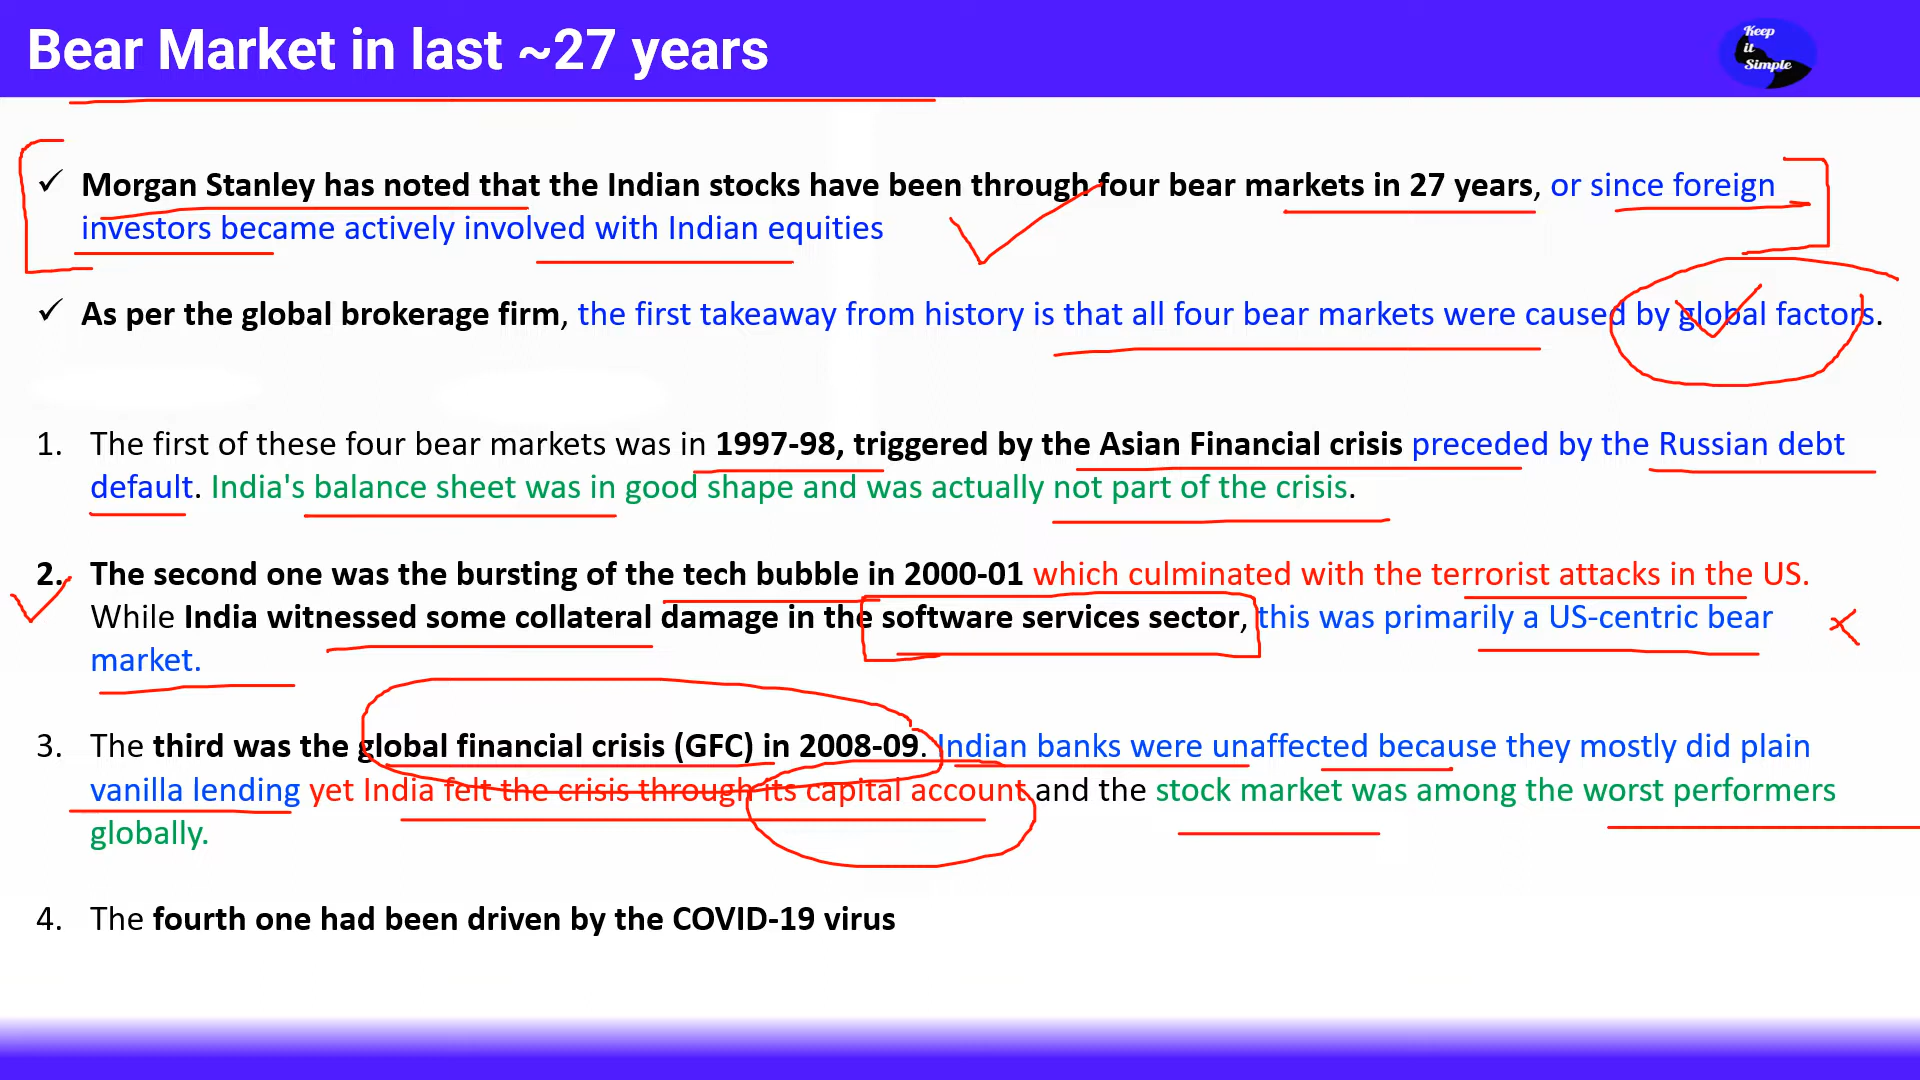 Bear Market in last ~27 years
Keep
it
Simple
✓ Morgan Stanley has noted that the Indian stocks have been through four bear markets in 27 years, or since foreign
investors became actively involved with Indian equities
✓ As per the global brokerage firm, the first takeaway from history is that all four bear markets were caused by global factors.
1. The first of these four bear markets was in 1997-98, triggered by the Asian Financial crisis preceded by the Russian debt
default. India's balance sheet was in good shape and was actually not part of the crisis.
2. The second one was the bursting of the tech bubble in 2000-01 which culminated with the terrorist attacks in the US.
While India witnessed some collateral damage in the software services sector, this was primarily a US-centric bear
market.
3. The third was the global financial crisis (GFC) in 2008-09. Indian banks were unaffected because they mostly did plain
vanilla lending yet India felt the crisis through its capital account and the stock market was among the worst performers
globally.
4. The fourth one had been driven by the COVID-19 virus